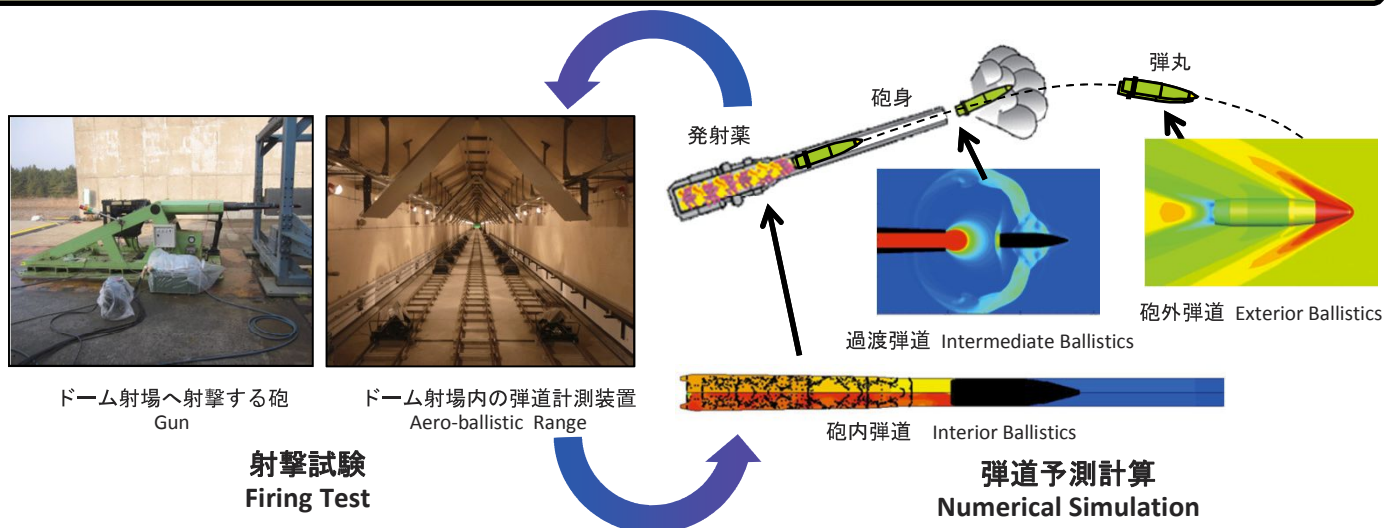 発射薬
砲身
弾丸
過渡弾道 Intermediate Ballistics
砲外弾道 Exterior Ballistics
砲内弾道 Interior Ballistics
ドーム射場へ射撃する砲
Gun
ドーム射場内の弾道計測装置
Aero-ballistic Range
射撃試験
Firing Test
弾道予測計算
Numerical Simulation